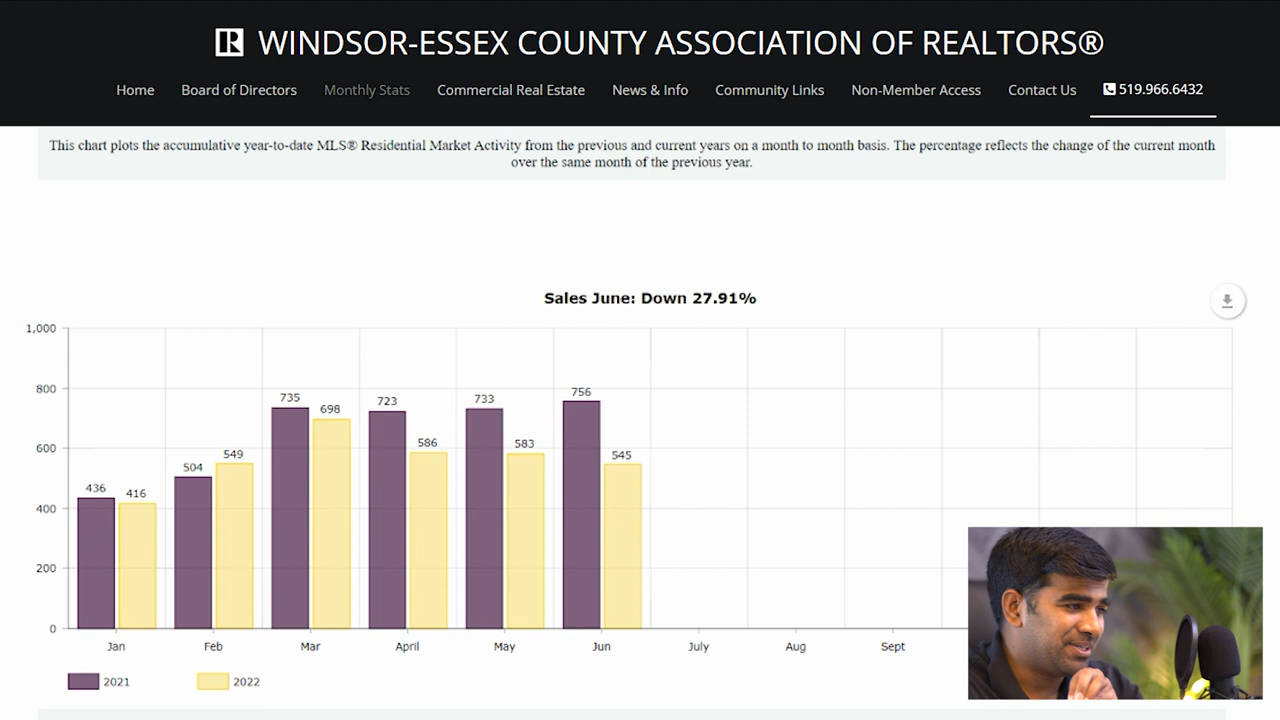 WINDSOR-ESSEX COUNTY ASSOCIATION OF REALTORS®
Home Board of Directors Monthly Stats Commercial Real Estate News & Info Community Links Non-Member Access Contact Us 519.966.6432
This chart plots the accumulative year-to-date MLS® Residential Market Activity from the previous and current years on a month to month basis. The percentage reflects the change of the current month
over the same month of the previous year.
Sales June: Down 27.91%
1,000
800
600
400
200
0
436 416
504 549
735 698
723 586
733 583
756 545
Jan Feb Mar April May Jun July Aug Sept
2021 2022